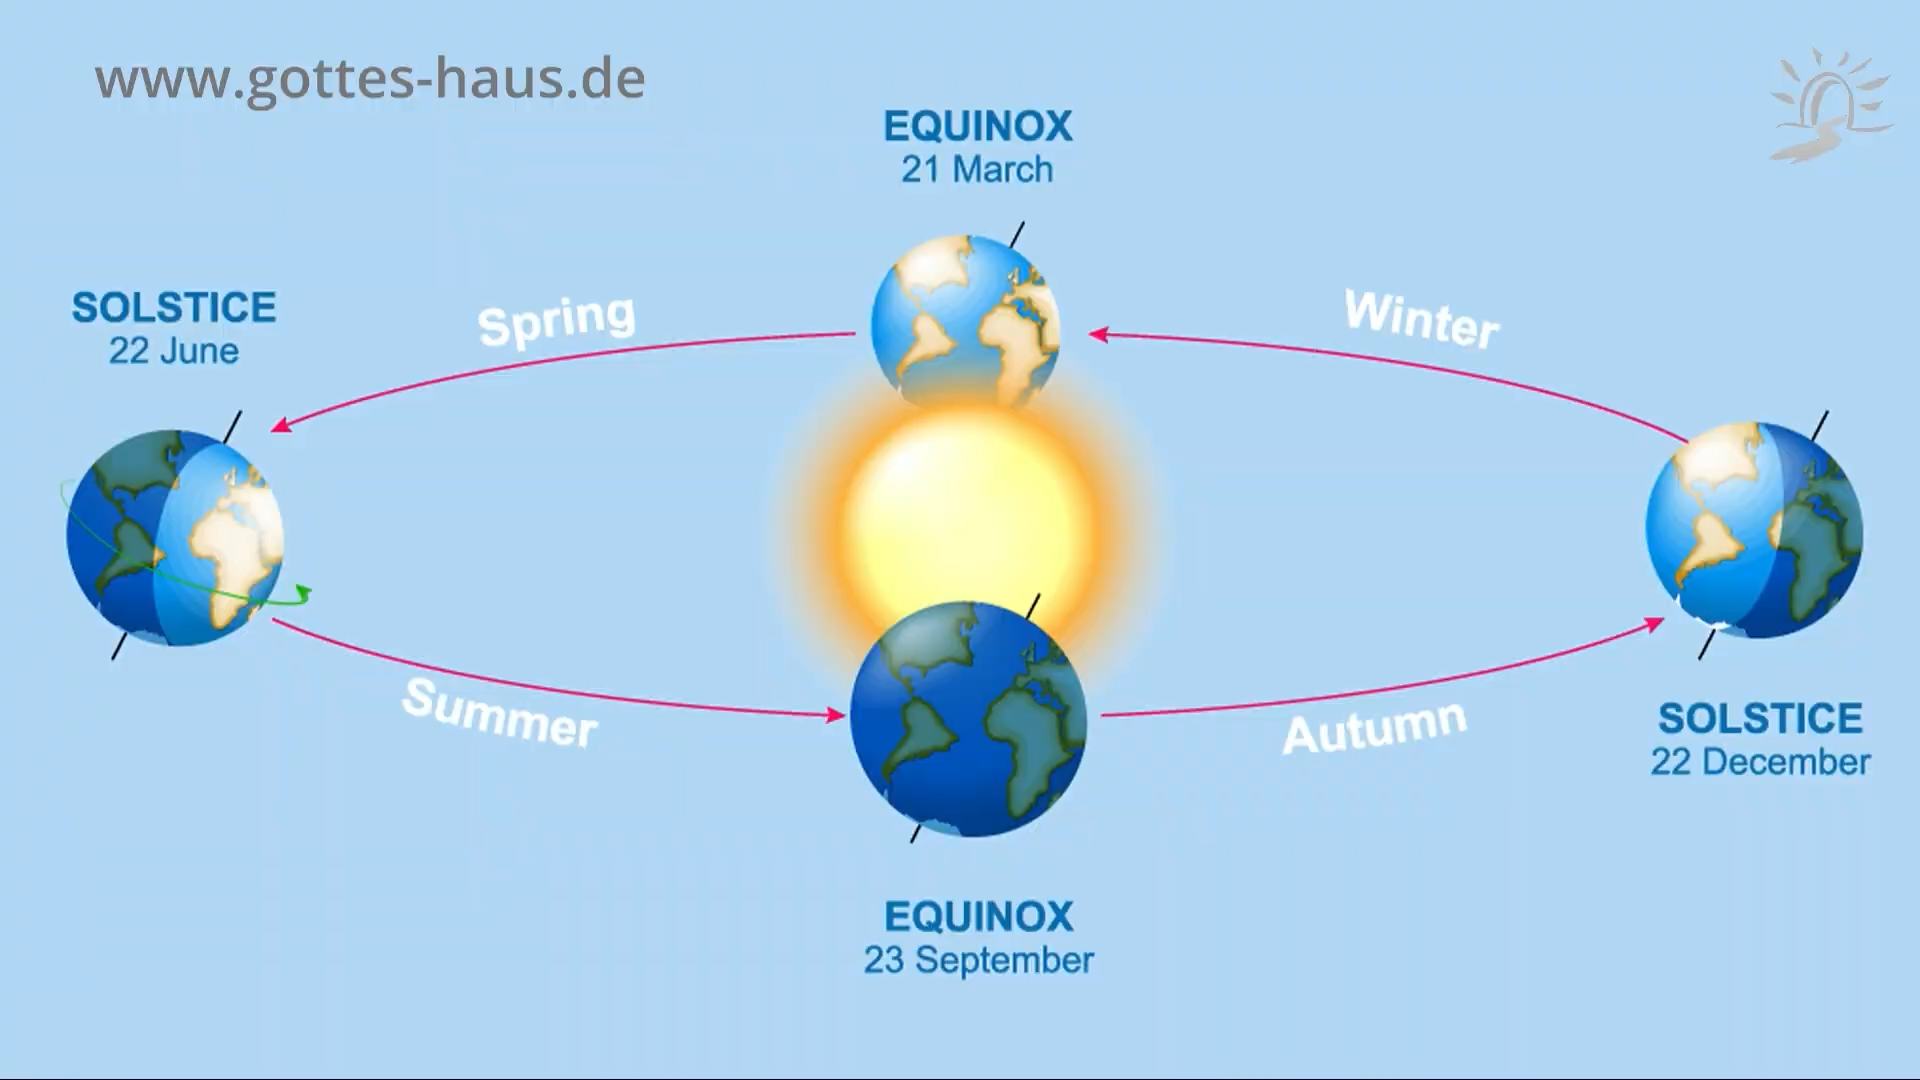 www.gottes-haus.de
EQUINOX
21 March
SOLSTICE
22 June
Spring
Winter
Summer
Autumn
SOLSTICE
22 December
EQUINOX
23 September